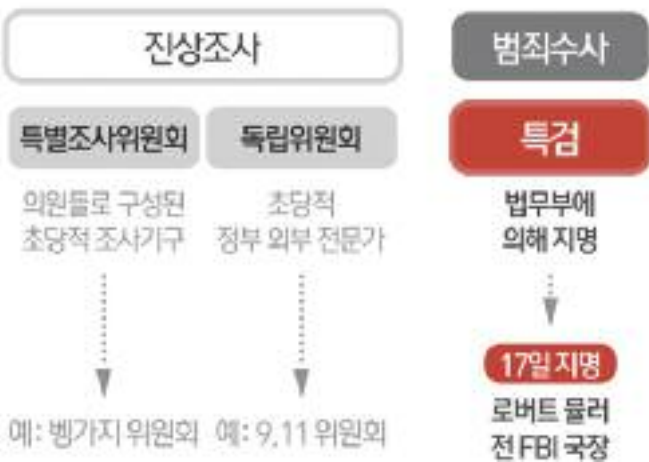 진상조사
범죄수사
특별조사위원회
독립위원회
특검
의원들로 구성된
초당적 조사기구
초당적
정부 외부 전문가
법무부에
의해 지명
예: 벵가지 위원회
예: 9.11 위원회
17일 지명
로버트 뮬러
전 FBI 국장